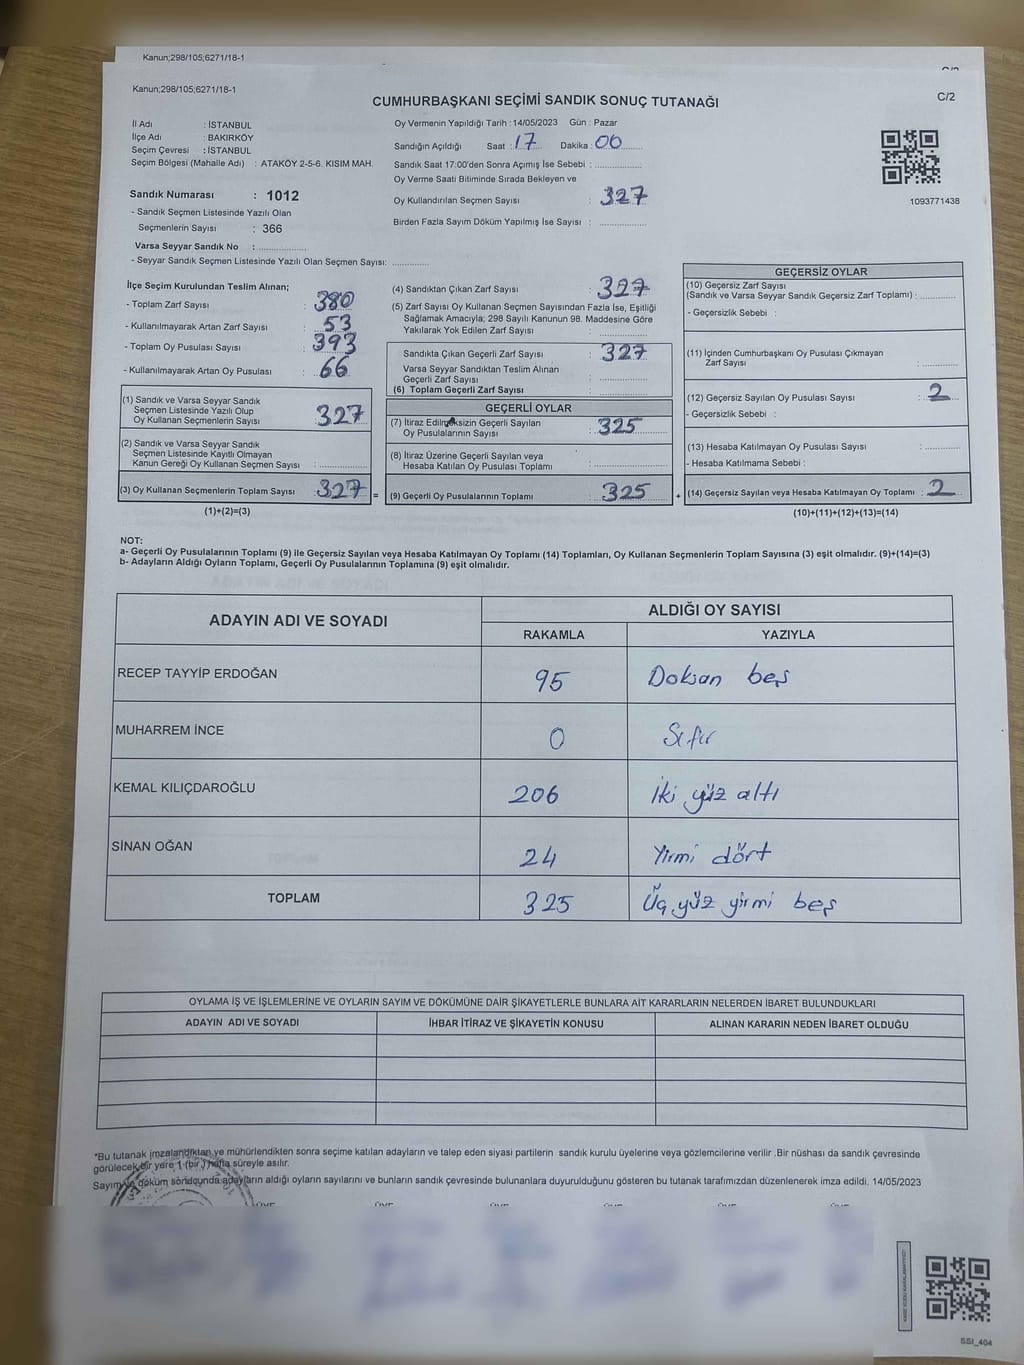 Kanun;298/105;6271/18-1
Kanun;298/105;6271/18-1
C/2
CUMHURBAŞKANI SEÇİMİ SANDIK SONUÇ TUTANAĞI
İl Adı : İSTANBUL
İlçe Adı : BAKIRKÖY
Seçim Çevresi : İSTANBUL
Seçim Bölgesi (Mahalle Adı) : ATAKÖY 2-5-6. KISIM MAH.
Sandık Numarası : 1012
- Sandık Seçmen Listesinde Yazılı Olan
Seçmenlerin Sayısı : 366
Varsa Seyyar Sandık No : ..............
- Seyyar Sandık Seçmen Listesinde Yazılı Olan Seçmen Sayısı: ..............
Oy Vermenin Yapıldığı Tarih : 14/05/2023 Gün : Pazar
Sandığın Açıldığı Saat : 17 Dakika : 00
Sandık Saat 17:00'den Sonra Açımış İse Sebebi : ..............
Oy Verme Saati Bitiminde Sırada Bekleyen ve
Oy Kullandırılan Seçmen Sayısı : 327
Birden Fazla Sayım Döküm Yapılmış İse Sayısı : ..............
1093771438
İlçe Seçim Kurulundan Teslim Alınan;
- Toplam Zarf Sayısı : 380
- Kullanılmayarak Artan Zarf Sayısı : 53
- Toplam Oy Pusulası Sayısı : 393
- Kullanılmayarak Artan Oy Pusulası : 66
(1) Sandık ve Varsa Seyyar Sandık
Seçmen Listesinde Yazılı Olup
Oy Kullanan Seçmenlerin Sayısı : 327
(2) Sandık ve Varsa Seyyar Sandık
Seçmen Listesinde Kayıtlı Olmayan
Kanun Gereği Oy Kullanan Seçmen Sayısı : ..............
(3) Oy Kullanan Seçmenlerin Toplam Sayısı : 327 =
(1)+(2)=(3)
(4) Sandıktan Çıkan Zarf Sayısı : 327
(5) Zarf Sayısı Oy Kullanan Seçmen Sayısından Fazla İse, Eşitliği
Sağlamak Amacıyla; 298 Sayılı Kanunun 98. Maddesine Göre
Yakılarak Yok Edilen Zarf Sayısı : ..............
Sandıkta Çıkan Geçerli Zarf Sayısı : 327
Varsa Seyyar Sandıktan Teslim Alınan
Geçerli Zarf Sayısı : ..............
(6) Toplam Geçerli Zarf Sayısı : ..............
GEÇERLİ OYLAR
(7) İtiraz Edilmeksizin Geçerli Sayılan
Oy Pusulalarının Sayısı : 325
(8) İtiraz Üzerine Geçerli Sayılan veya
Hesaba Katılan Oy Pusulası Toplamı : ..............
(9) Geçerli Oy Pusulalarının Toplamı : 325 +
GEÇERSİZ OYLAR
(10) Geçersiz Zarf Sayısı
(Sandık ve Varsa Seyyar Sandık Geçersiz Zarf Toplamı) : ..............
- Geçersizlik Sebebi :
(11) İçinden Cumhurbaşkanı Oy Pusulası Çıkmayan
Zarf Sayısı : ..............
(12) Geçersiz Sayılan Oy Pusulası Sayısı : 2
- Geçersizlik Sebebi :
(13) Hesaba Katılmayan Oy Pusulası Sayısı : ..............
- Hesaba Katılmama Sebebi :
(14) Geçersiz Sayılan veya Hesaba Katılmayan Oy Toplamı : 2
(10)+(11)+(12)+(13)=(14)
NOT:
a- Geçerli Oy Pusulalarının Toplamı (9) ile Geçersiz Sayılan veya Hesaba Katılmayan Oy Toplamı (14) Toplamları, Oy Kullanan Seçmenlerin Toplam Sayısına (3) eşit olmalıdır. (9)+(14)=(3)
b- Adayların Aldığı Oyların Toplamı, Geçerli Oy Pusulalarının Toplamına (9) eşit olmalıdır.
ADAYIN ADI VE SOYADI ALDIĞI OY SAYISI
RAKAMLA YAZIYLA
RECEP TAYYİP ERDOĞAN 95 Doksan beş
MUHARREM İNCE 0 Sıfır
KEMAL KILIÇDAROĞLU 206 İki yüz altı
SİNAN OĞAN 24 Yirmi dört
TOPLAM 325 Üç yüz yirmi beş
OYLAMA İŞ VE İŞLEMLERİNE VE OYLARIN SAYIM VE DÖKÜMÜNE DAİR ŞİKAYETLERLE BUNLARA AİT KARARLARIN NELERDEN İBARET BULUNDUKLARI
ADAYIN ADI VE SOYADI İHBAR İTİRAZ VE ŞİKAYETİN KONUSU ALINAN KARARIN NEDEN İBARET OLDUĞU
*Bu tutanak imzalandıktan ve mühürlendikten sonra seçime katılan adayların ve talep eden siyasi partilerin sandık kurulu üyelerine veya gözlemcilerine verilir .Bir nüshası da sandık çevresinde
görülecek bir yere 1 (bir ) hafta süreyle asılır.
Sayım ve döküm sonucunda adayların aldığı oyların sayılarını ve bunların sandık çevresinde bulunanlara duyurulduğunu gösteren bu tutanak tarafımızdan düzenlenerek imza edildi. 14/05/2023
SSI_404